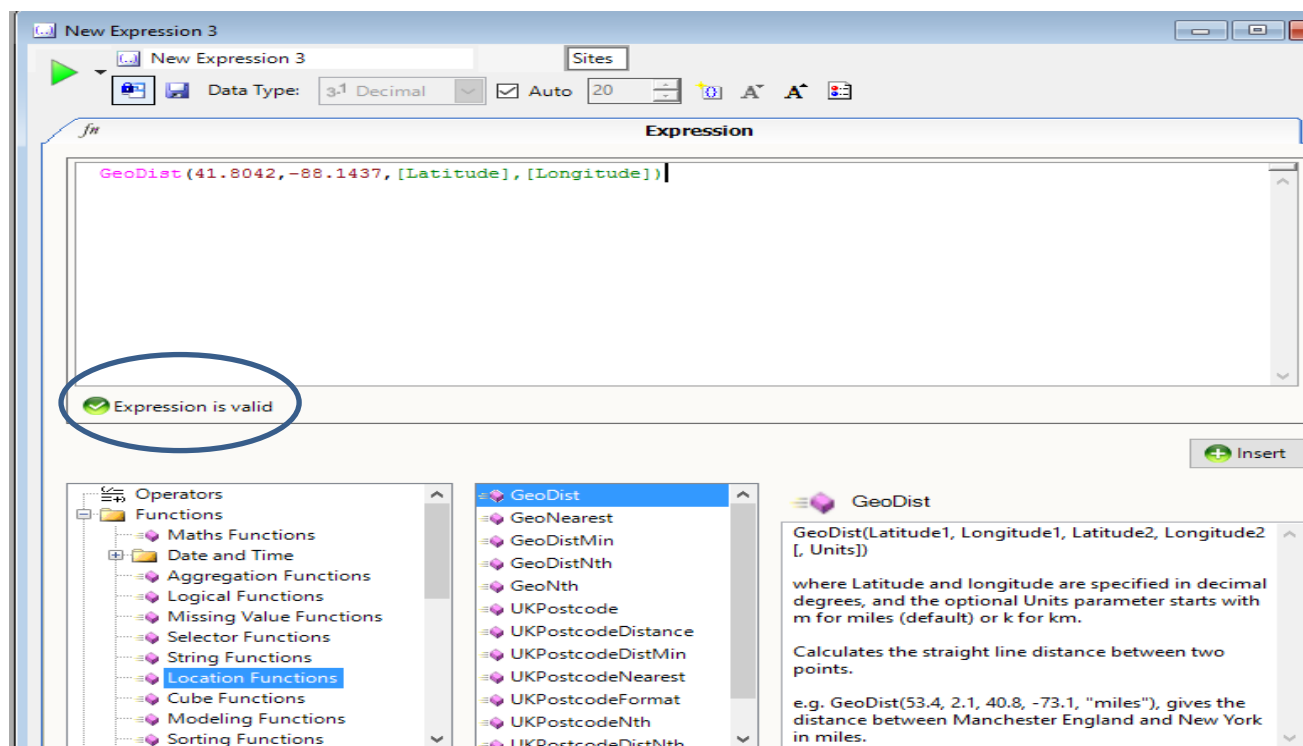 New Expression 3
New Expression 3 Sites
Data Type: 3.1 Decimal Auto 20 A A
fn Expression
GeoDist(41.8042,-88.1437,[Latitude],[Longitude])
Expression is valid
Insert
Operators
Functions
Maths Functions
Date and Time
Aggregation Functions
Logical Functions
Missing Value Functions
Selector Functions
String Functions
Location Functions
Cube Functions
Modeling Functions
Sorting Functions
GeoDist
GeoNearest
GeoDistMin
GeoDistNth
GeoNth
UKPostcode
UKPostcodeDistance
UKPostcodeDistMin
UKPostcodeNearest
UKPostcodeFormat
UKPostcodeNth
UKPostcodeDistNth
GeoDist
GeoDist(Latitude1, Longitude1, Latitude2, Longitude2
[, Units])
where Latitude and longitude are specified in decimal
degrees, and the optional Units parameter starts with
m for miles (default) or k for km.
Calculates the straight line distance between two
points.
e.g. GeoDist(53.4, 2.1, 40.8, -73.1, "miles"), gives the
distance between Manchester England and New York
in miles.